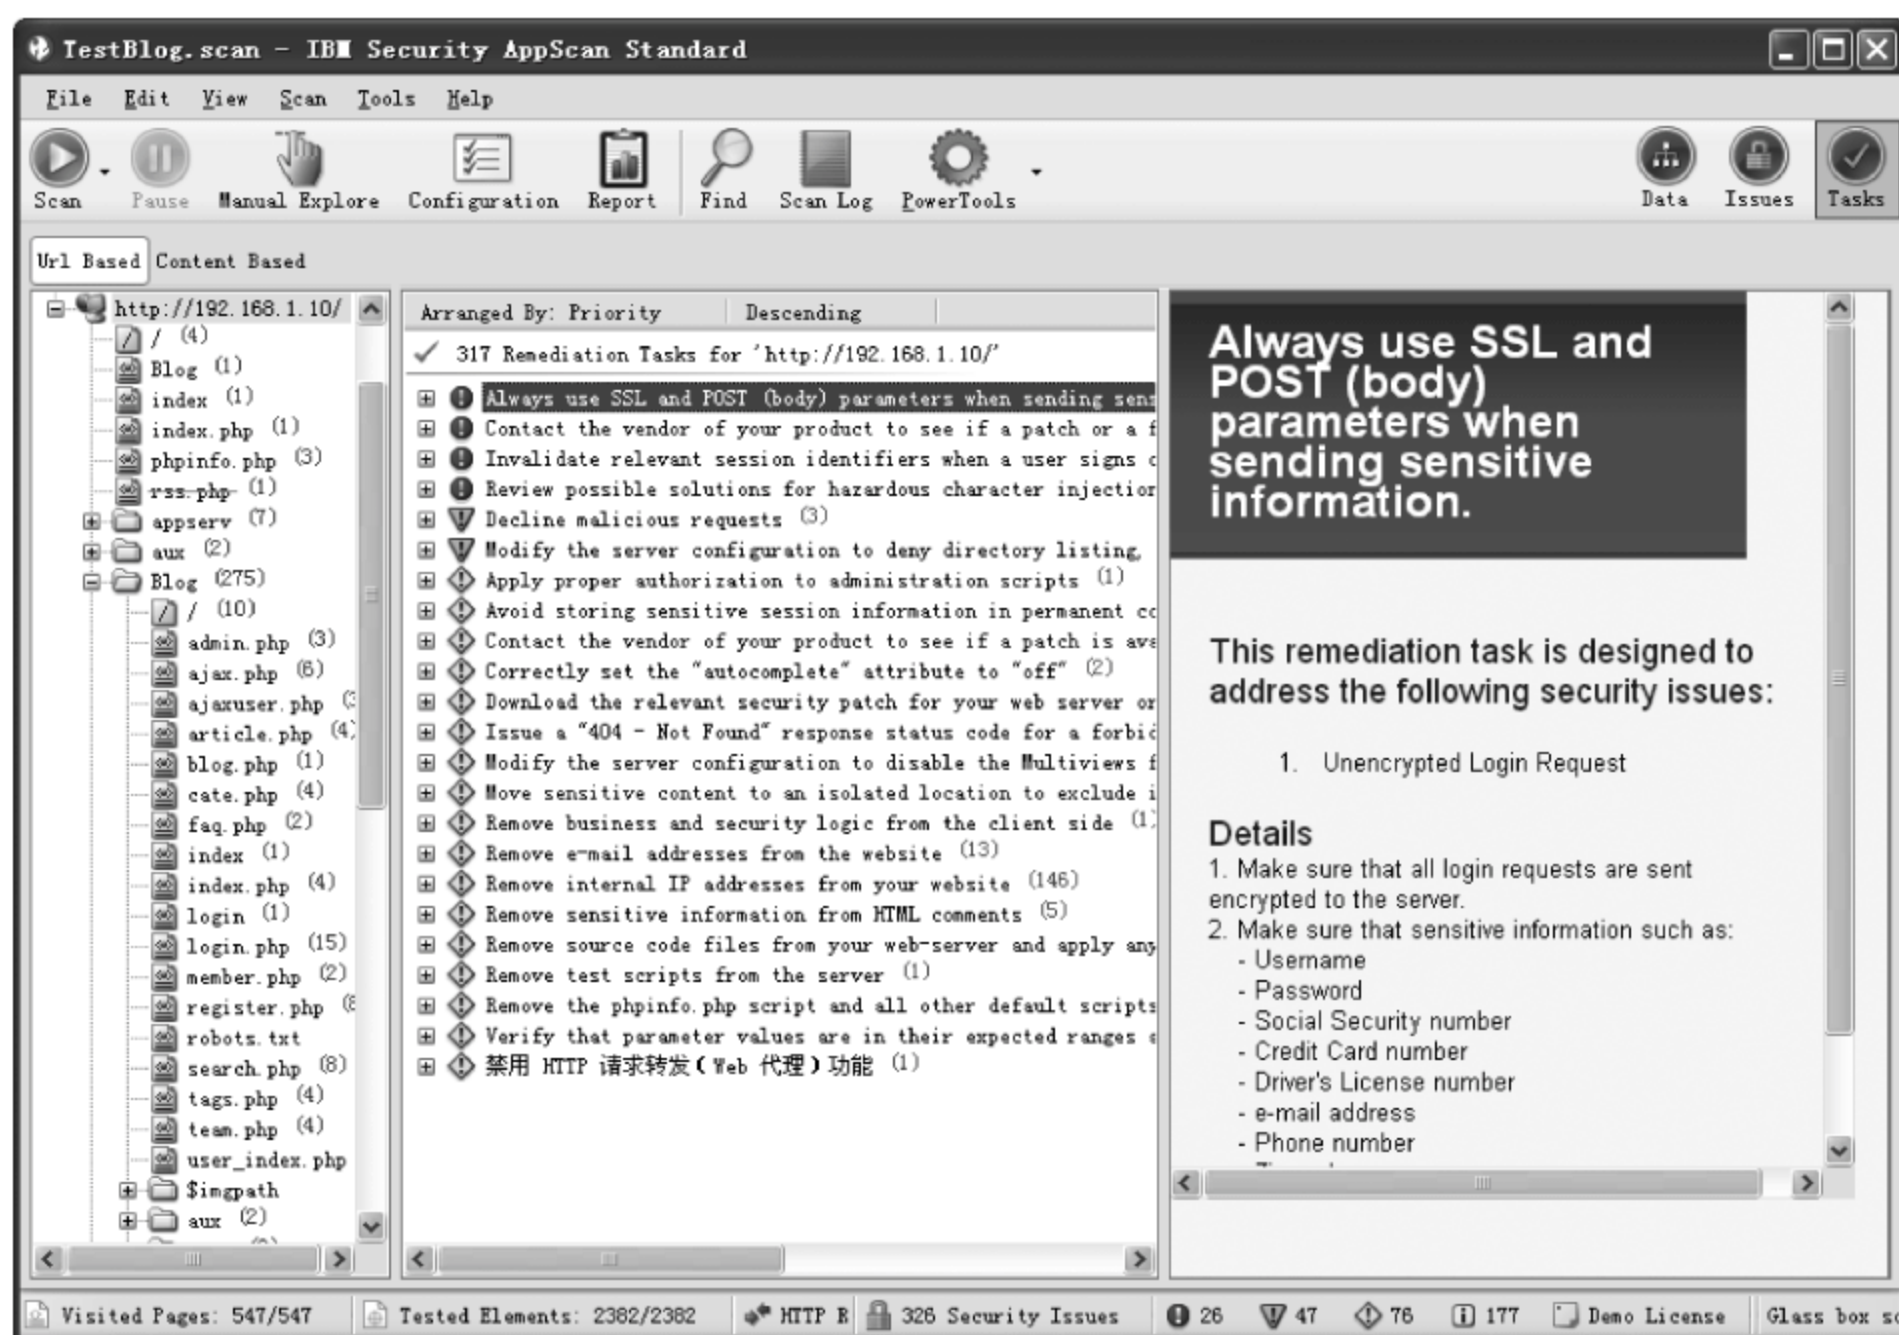 TestBlog.scan - IBM Security AppScan Standard
File Edit View Scan Tools Help
Scan Pause Manual Explore Configuration Report Find Scan Log PowerTools Data Issues Tasks
Url Based Content Based
http://192.168.1.10/
/ (4)
Blog (1)
index (1)
index.php (1)
phpinfo.php (3)
rss.php (1)
appserv (7)
aux (2)
Blog (275)
/ (10)
admin.php (3)
ajax.php (6)
ajaxuser.php
article.php (4)
blog.php (1)
cate.php (4)
faq.php (2)
index (1)
index.php (4)
login (1)
login.php (15)
member.php (2)
register.php
robots.txt
search.php (8)
tags.php (4)
team.php (4)
user_index.php
$imgpath
aux (2)
Arranged By: Priority Descending
317 Remediation Tasks for 'http://192.168.1.10/'
Always use SSL and POST (body) parameters when sending sens
Contact the vendor of your product to see if a patch or a f
Invalidate relevant session identifiers when a user signs
Review possible solutions for hazardous character injection
Decline malicious requests (3)
Modify the server configuration to deny directory listing,
Apply proper authorization to administration scripts (1)
Avoid storing sensitive session information in permanent co
Contact the vendor of your product to see if a patch is ava
Correctly set the "autocomplete" attribute to "off" (2)
Download the relevant security patch for your web server or
Issue a "404 - Not Found" response status code for a forbid
Modify the server configuration to disable the Multiviews f
Move sensitive content to an isolated location to exclude i
Remove business and security logic from the client side (1)
Remove e-mail addresses from the website (13)
Remove internal IP addresses from your website (146)
Remove sensitive information from HTML comments (5)
Remove source code files from your web-server and apply any
Remove test scripts from the server (1)
Remove the phpinfo.php script and all other default scripts
Verify that parameter values are in their expected ranges
禁用 HTTP 请求转发(Web 代理)功能 (1)
Always use SSL and
POST (body)
parameters when
sending sensitive
information.
This remediation task is designed to
address the following security issues:
1. Unencrypted Login Request
Details
1. Make sure that all login requests are sent
encrypted to the server.
2. Make sure that sensitive information such as:
- Username
- Password
- Social Security number
- Credit Card number
- Driver's License number
- e-mail address
- Phone number
Visited Pages: 547/547 Tested Elements: 2382/2382 HTTP R 326 Security Issues 26 47 76 177 Demo License Glass box s